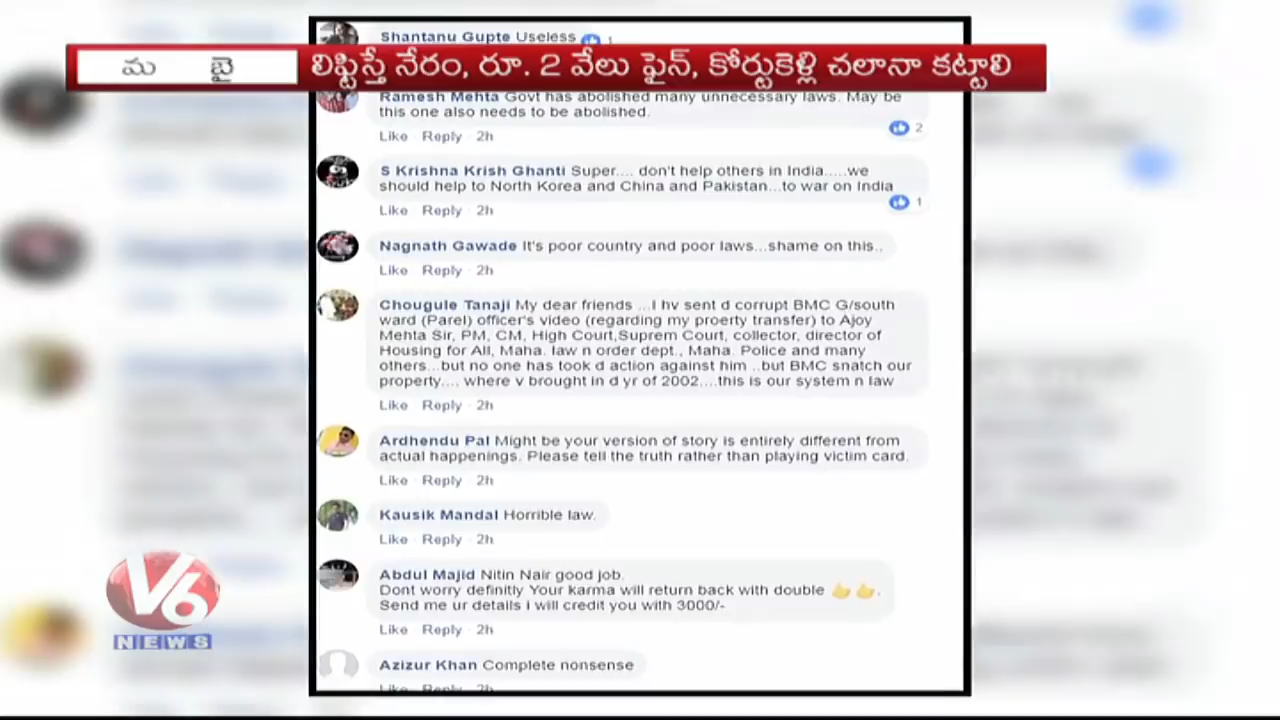 Shantanu Gupte Useless 1
మ బై
లిఫ్టిస్తే నేరం, రూ. 2 వేలు ఫైన్, కోర్టుకెళ్లి చలానా కట్టాలి
Ramesh Mehta Govt has abolished many unnecessary laws. May be
this one also needs to be abolished.
2
Like · Reply · 2h
S Krishna Krish Ghanti Super.... don't help others in India.....we
should help to North Korea and China and Pakistan...to war on India
1
Like · Reply · 2h
Nagnath Gawade It's poor country and poor laws...shame on this..
Like · Reply · 2h
Chougule Tanaji My dear friends ...I hv sent d corrupt BMC G/south
ward (Parel) officer's video (regarding my proerty transfer) to Ajoy
Mehta Sir, PM, CM, High Court,Suprem Court, collector, director of
Housing for All, Maha. law n order dept., Maha. Police and many
others...but no one has took d action against him ..but BMC snatch our
property.... where v brought in d yr of 2002....this is our system n law
Like · Reply · 2h
Ardhendu Pal Might be your version of story is entirely different from
actual happenings. Please tell the truth rather than playing victim card.
Like · Reply · 2h
Kausik Mandal Horrible law.
Like · Reply · 2h
Abdul Majid Nitin Nair good job.
Dont worry definitly Your karma will return back with double 👍👍.
Send me ur details i will credit you with 3000/-
Like · Reply · 2h
Azizur Khan Complete nonsense
Like · Reply · 2h
V6
NEWS